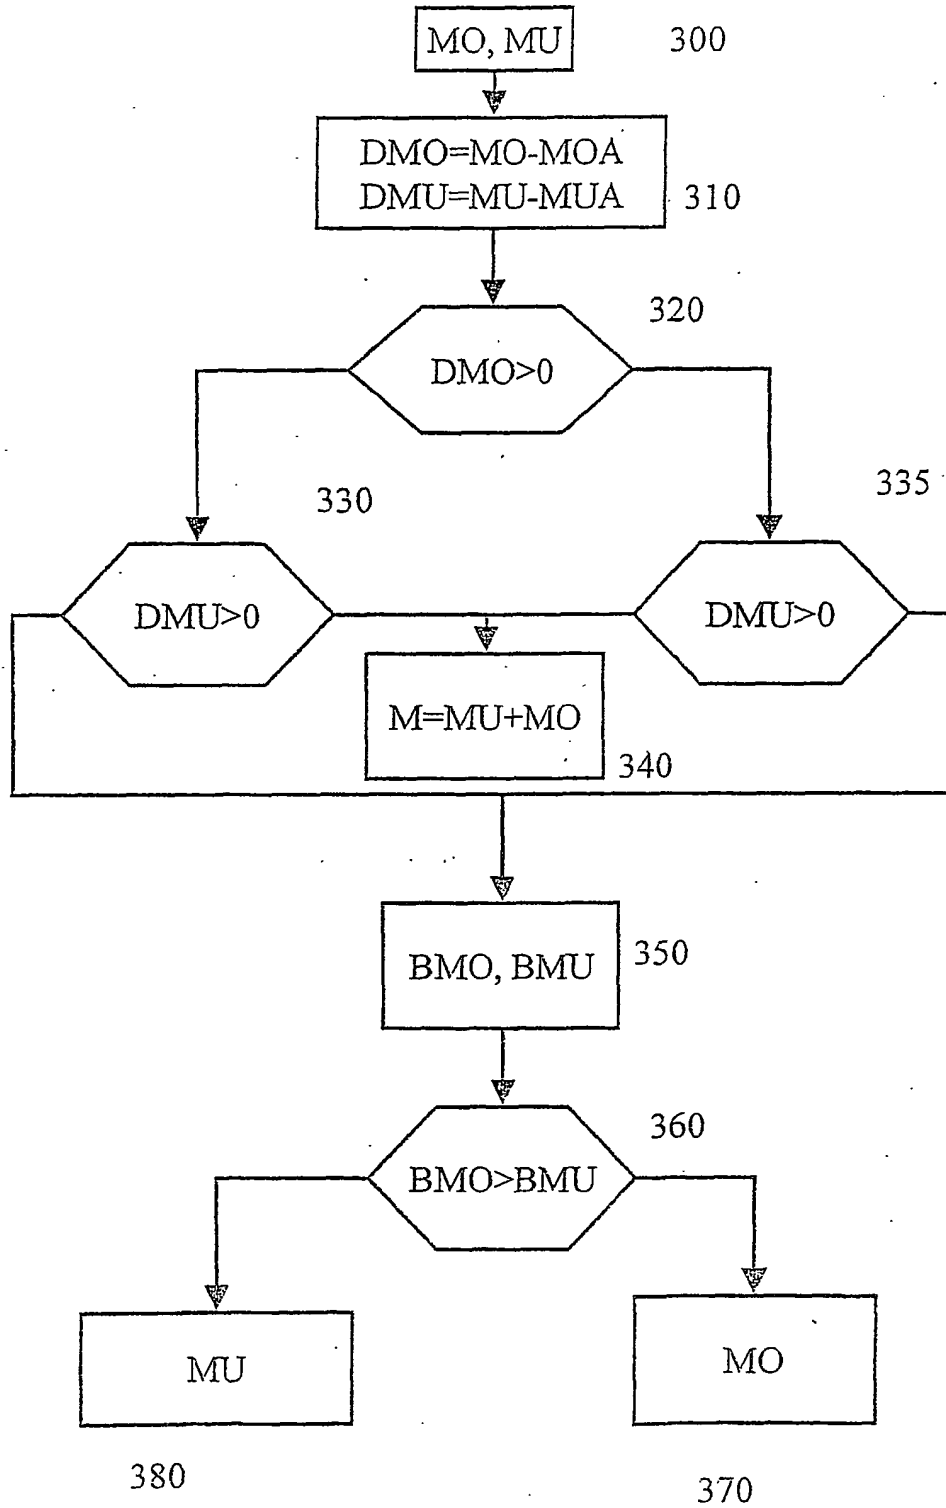 MO, MU
300
DMO=MO-MOA
DMU=MU-MUA
310
320
DMO>0
330
335
DMU>0
DMU>0
M=MU+MO
340
BMO, BMU
350
360
BMO>BMU
MU
MO
380
370